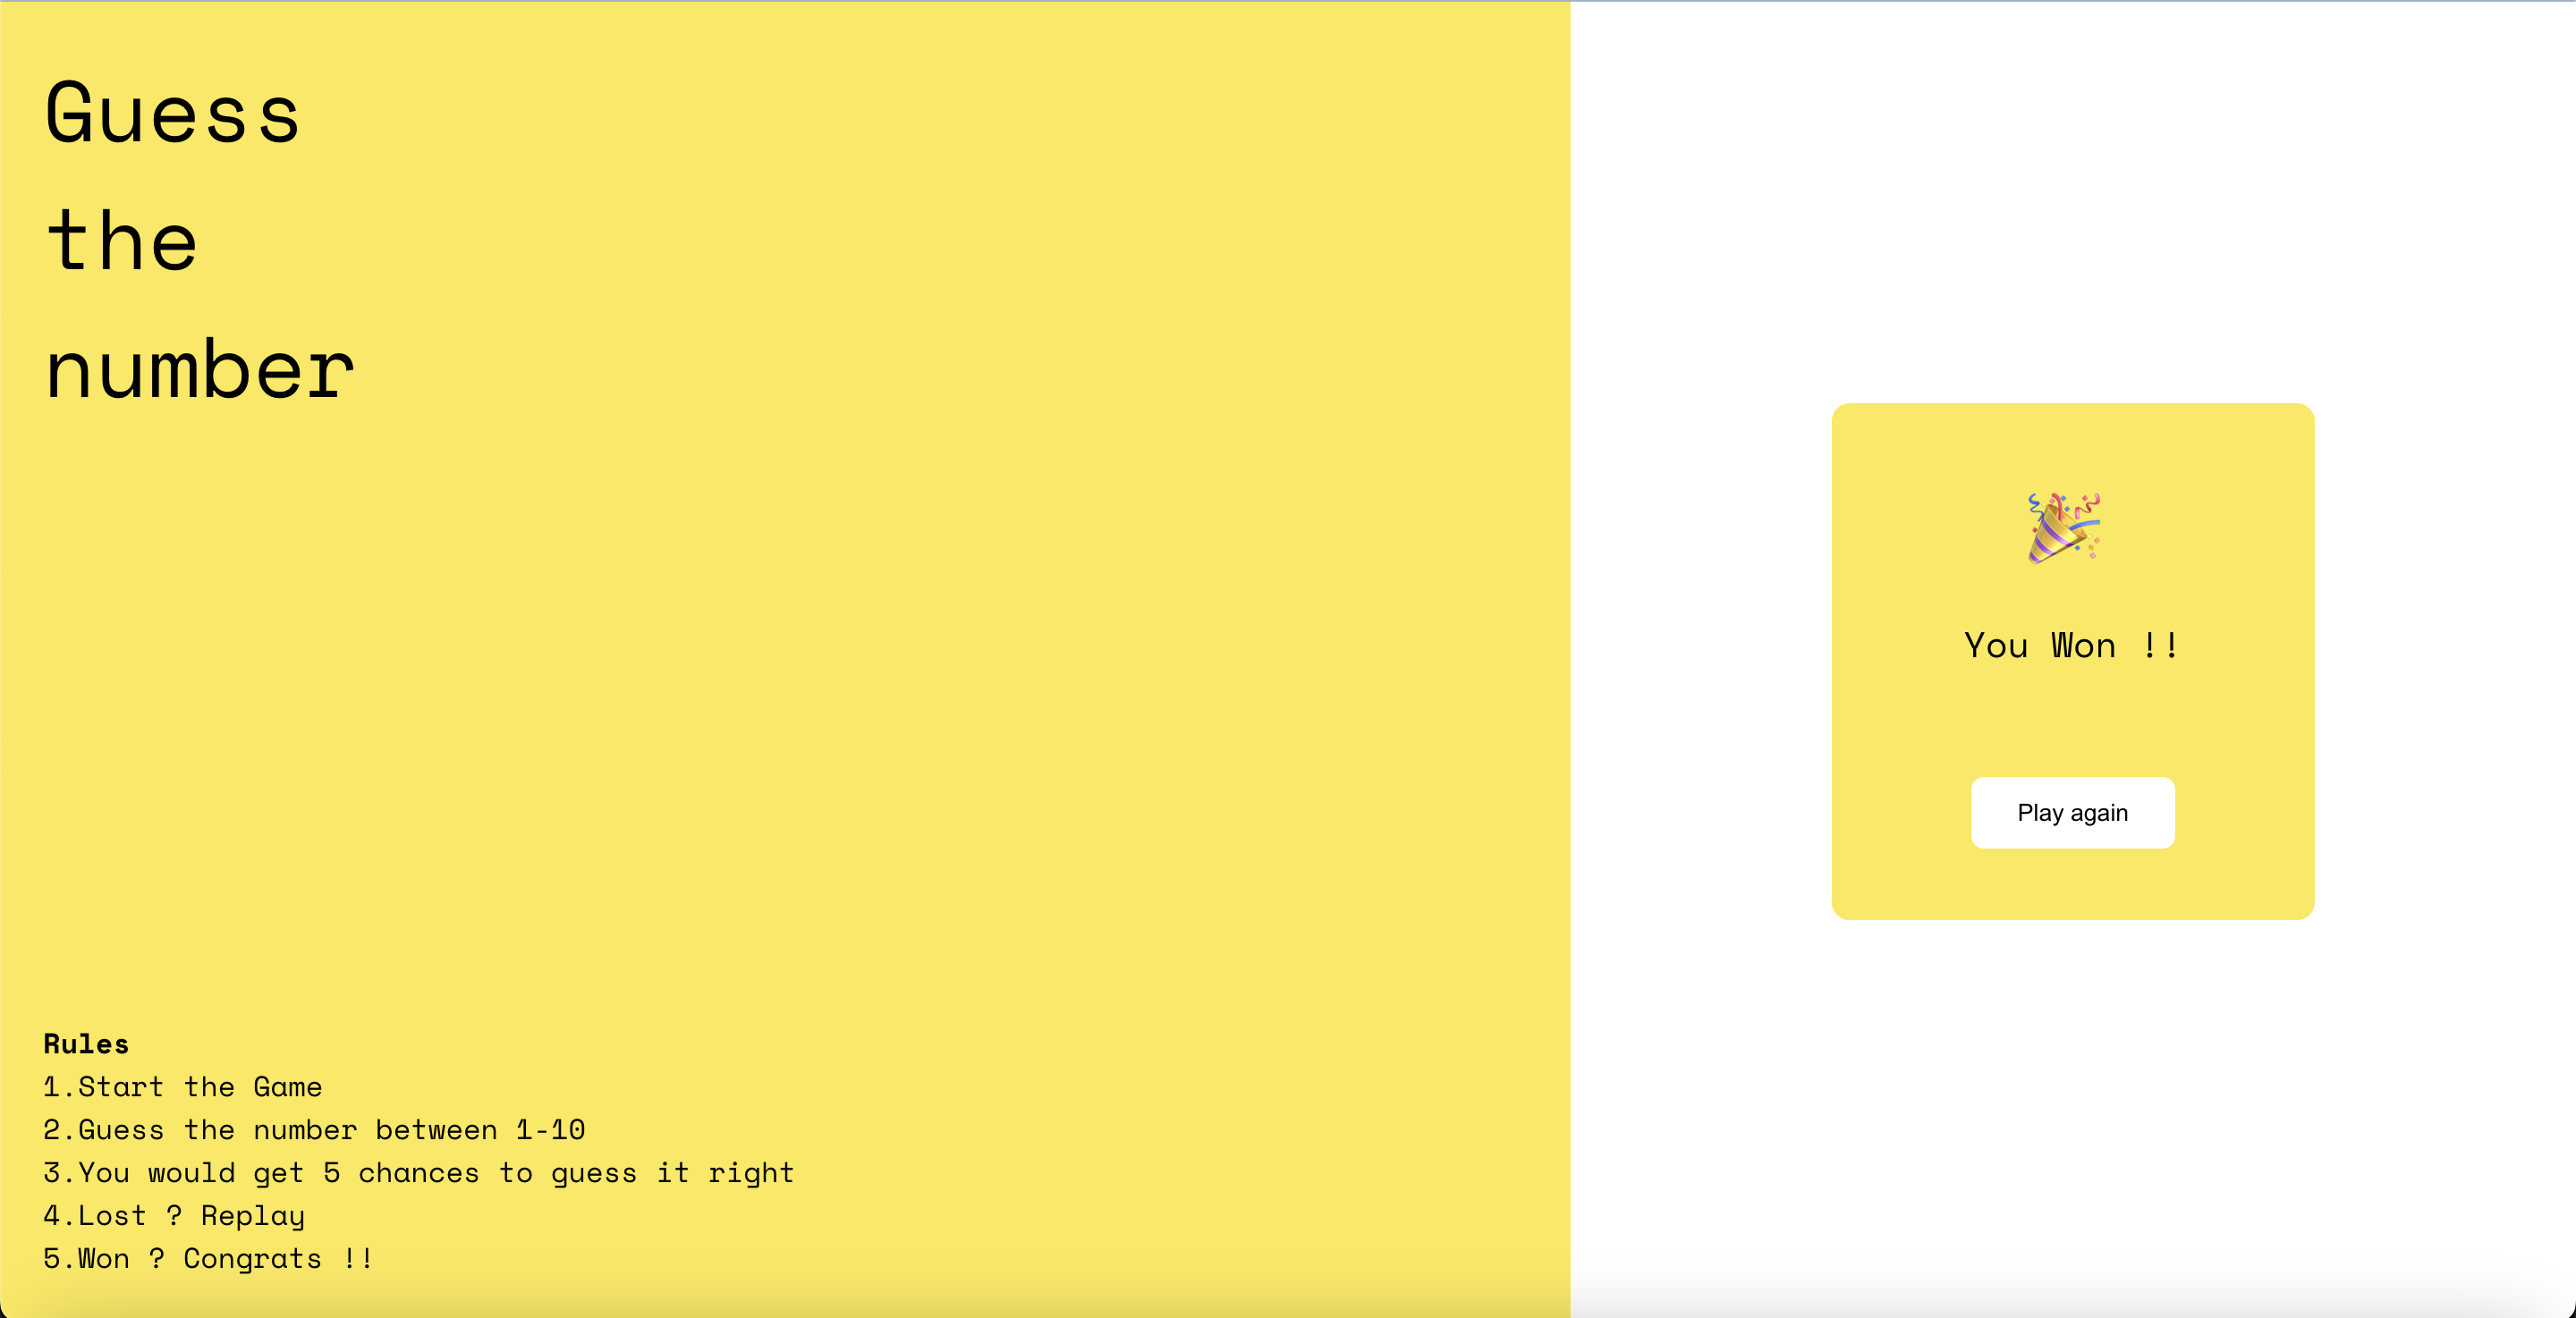 Guess
the
number
Rules
1.Start the Game
2.Guess the number between 1-10
3.You would get 5 chances to guess it right
4.Lost ? Replay
5.Won ? Congrats !!
You Won !!
Play again